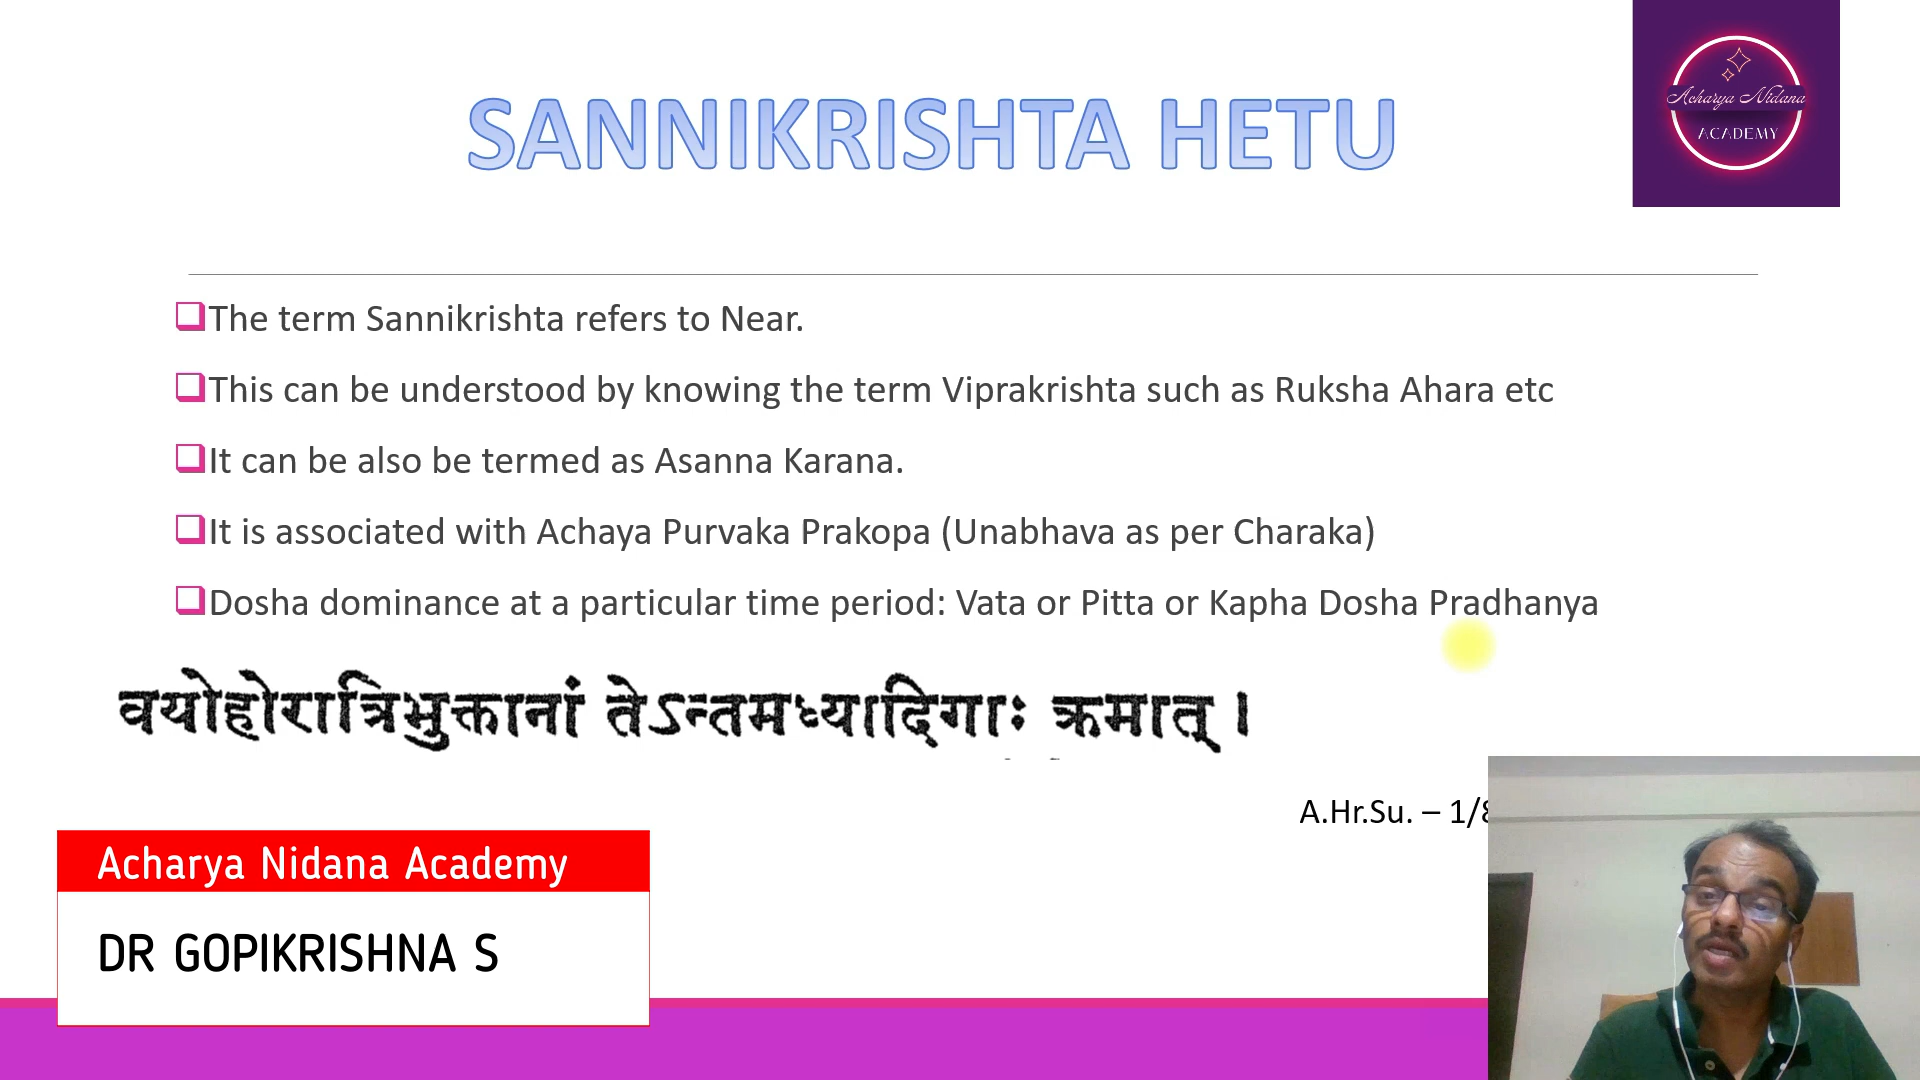 SANNIKRISHTA HETU
Acharya Nidana
ACADEMY
The term Sannikrishta refers to Near.
This can be understood by knowing the term Viprakrishta such as Ruksha Ahara etc
It can be also be termed as Asanna Karana.
It is associated with Achaya Purvaka Prakopa (Unabhava as per Charaka)
Dosha dominance at a particular time period: Vata or Pitta or Kapha Dosha Pradhanya
वयोहोरात्रिभुक्तानां तेऽन्तमध्यादिगाः क्रमात् ।
A.Hr.Su. – 1/8
Acharya Nidana Academy
DR GOPIKRISHNA S